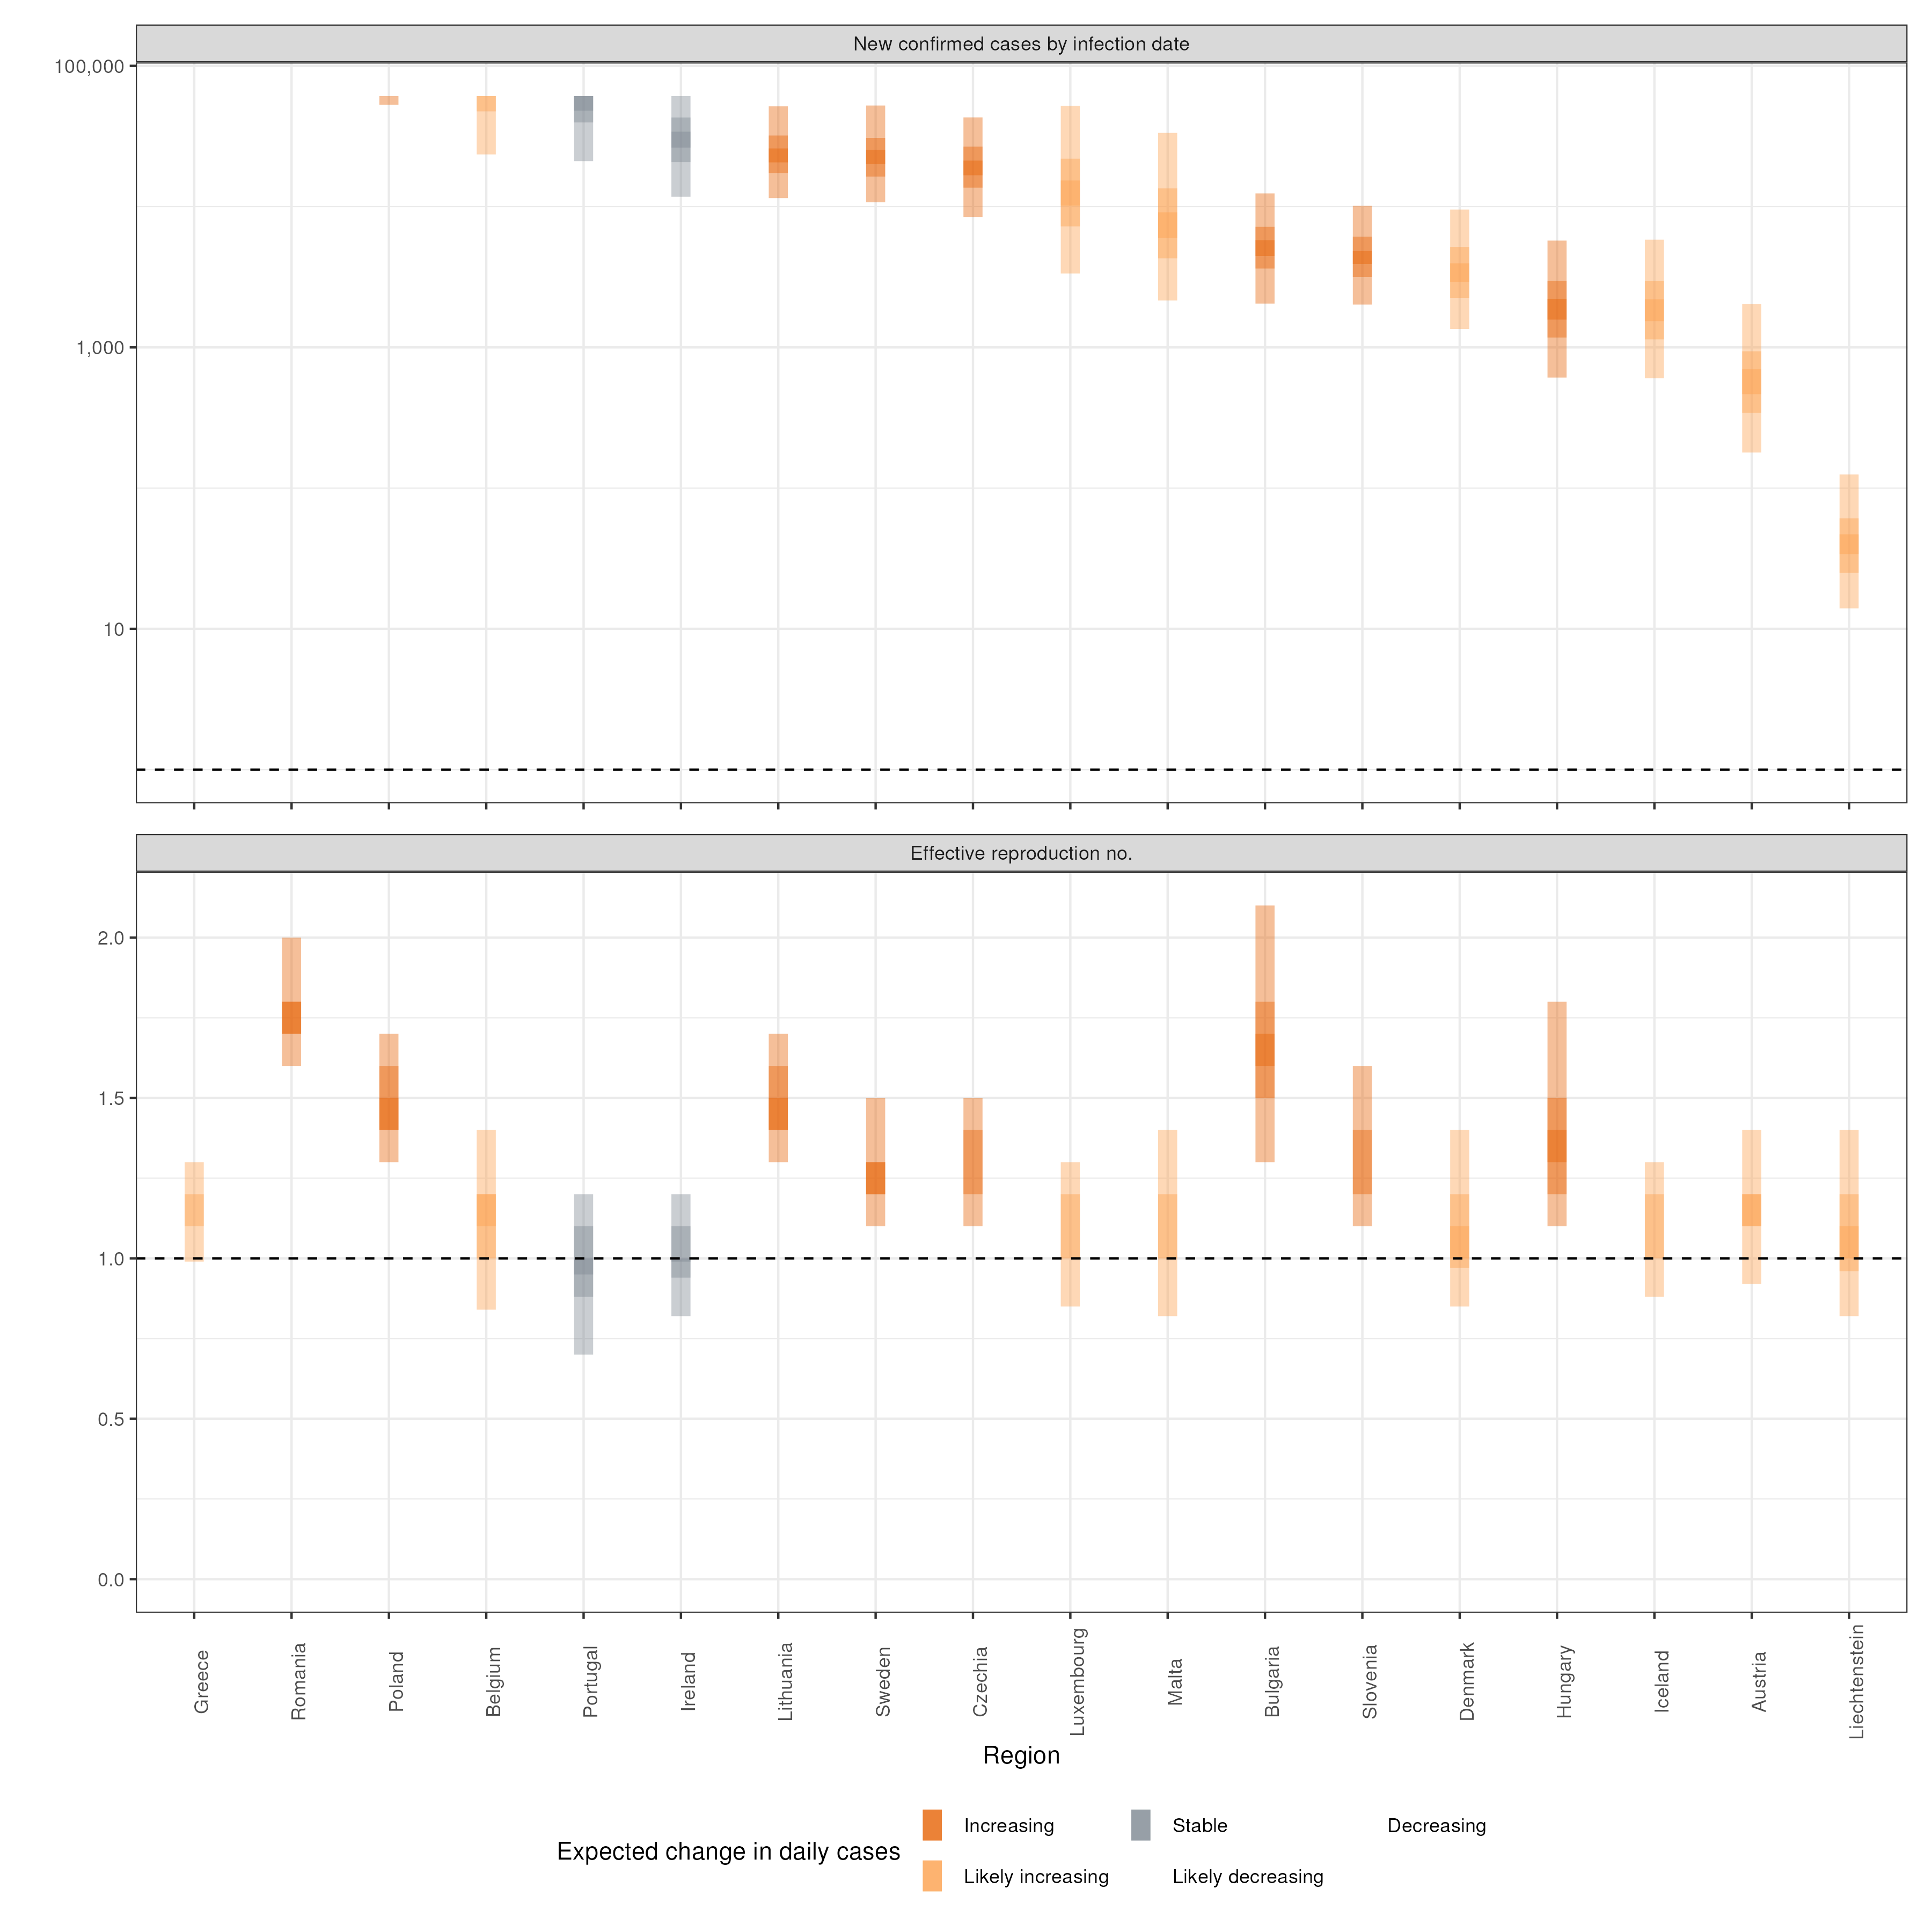 New confirmed cases by infection date
100,000
1,000
10
Effective reproduction no.
2.0
1.5
1.0
0.5
0.0
Greece
Romania
Poland
Belgium
Portugal
Ireland
Lithuania
Sweden
Czechia
Luxembourg
Malta
Bulgaria
Slovenia
Denmark
Hungary
Iceland
Austria
Liechtenstein
Region
Expected change in daily cases
Increasing
Stable
Decreasing
Likely increasing
Likely decreasing